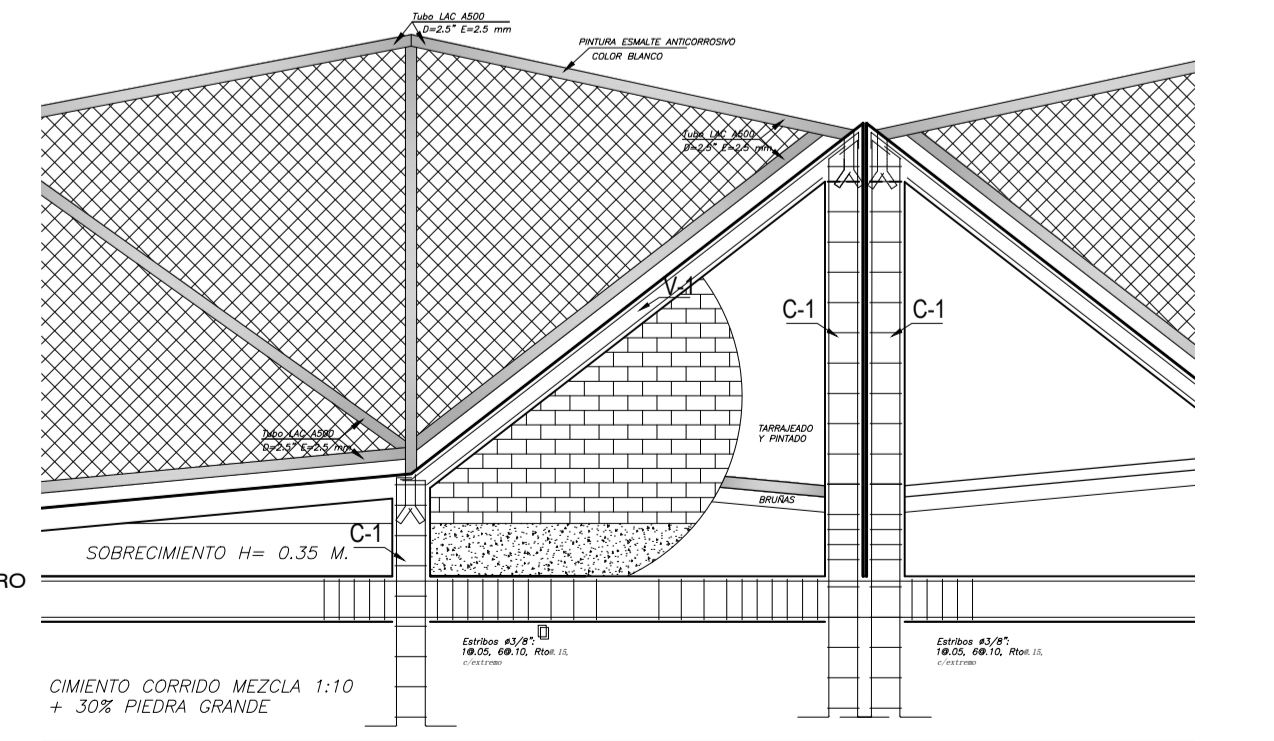 Tubo LAC A500
D=2.5" E=2.5 mm
PINTURA ESMALTE ANTICORROSIVO
COLOR BLANCO
Tubo LAC A500
D=2.5" E=2.5 mm
V-1
C-1
C-1
TARRAJEADO
Y PINTADO
Tubo LAC A500
D=2.5" E=2.5 mm
BRUÑAS
C-1
SOBRECIMIENTO H= 0.35 M.
RO
Estribos ø3/8":
1@.05, 6@.10, Rto@.15,
c/extremo
Estribos ø3/8":
1@.05, 6@.10, Rto@.15,
c/extremo
CIMIENTO CORRIDO MEZCLA 1:10
+ 30% PIEDRA GRANDE